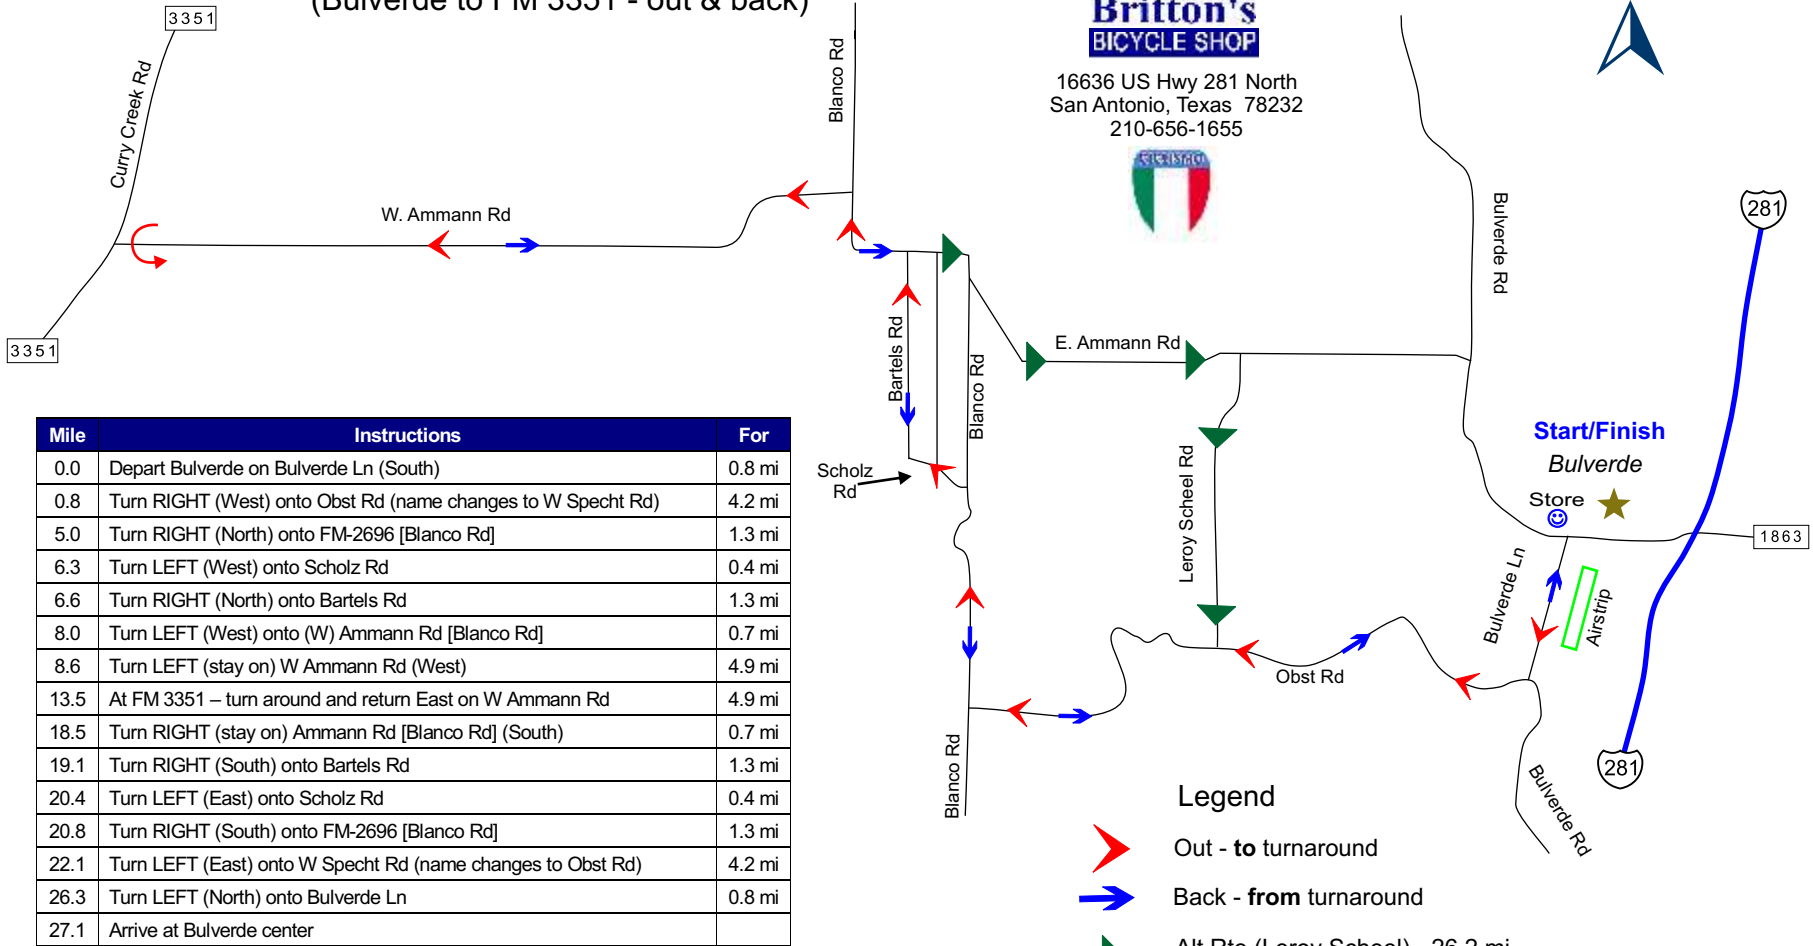 (Bulverde to FM 3351 - out & back)
Britton's
BICYCLE SHOP
16636 US Hwy 281 North
San Antonio, Texas 78232
210-656-1655
3351
Curry Creek Rd
3351
W. Ammann Rd
Blanco Rd
Bartels Rd
Blanco Rd
E. Ammann Rd
Scholz
Rd
Leroy Scheel Rd
Bulverde Rd
281
Start/Finish
Bulverde
Store
1863
Bulverde Ln
Airstrip
Obst Rd
Blanco Rd
281
Bulverde Rd
Mile Instructions For
0.0 Depart Bulverde on Bulverde Ln (South) 0.8 mi
0.8 Turn RIGHT (West) onto Obst Rd (name changes to W Specht Rd) 4.2 mi
5.0 Turn RIGHT (North) onto FM-2696 [Blanco Rd] 1.3 mi
6.3 Turn LEFT (West) onto Scholz Rd 0.4 mi
6.6 Turn RIGHT (North) onto Bartels Rd 1.3 mi
8.0 Turn LEFT (West) onto (W) Ammann Rd [Blanco Rd] 0.7 mi
8.6 Turn LEFT (stay on) W Ammann Rd (West) 4.9 mi
13.5 At FM 3351 – turn around and return East on W Ammann Rd 4.9 mi
18.5 Turn RIGHT (stay on) Ammann Rd [Blanco Rd] (South) 0.7 mi
19.1 Turn RIGHT (South) onto Bartels Rd 1.3 mi
20.4 Turn LEFT (East) onto Scholz Rd 0.4 mi
20.8 Turn RIGHT (South) onto FM-2696 [Blanco Rd] 1.3 mi
22.1 Turn LEFT (East) onto W Specht Rd (name changes to Obst Rd) 4.2 mi
26.3 Turn LEFT (North) onto Bulverde Ln 0.8 mi
27.1 Arrive at Bulverde center
Legend
Out - to turnaround
Back - from turnaround
Alt Rte (Leroy Scheel) - 26.2 mi